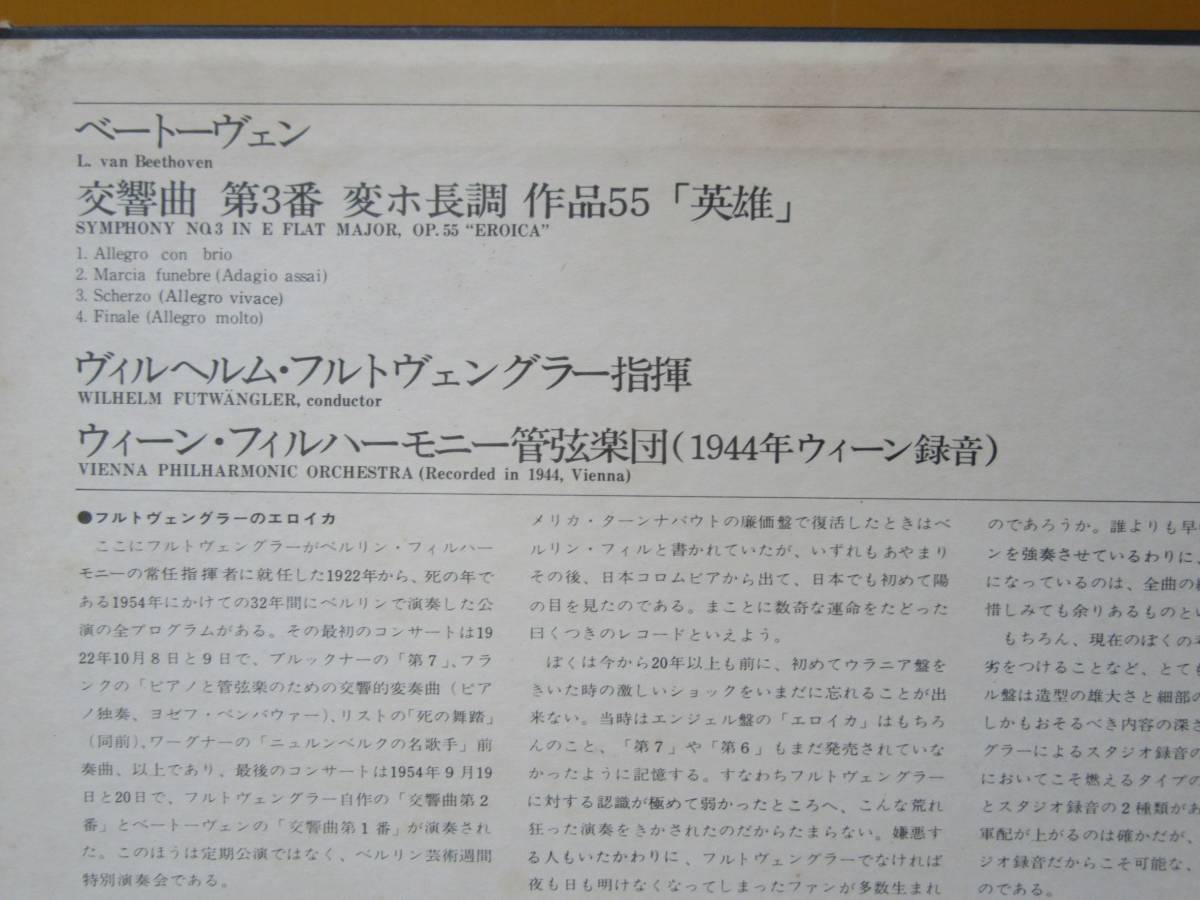 ベートーヴェン
L. van Beethoven
交響曲 第3番 変ホ長調 作品55「英雄」
SYMPHONY NO.3 IN E FLAT MAJOR, OP.55 “EROICA”
1. Allegro con brio
2. Marcia funebre (Adagio assai)
3. Scherzo (Allegro vivace)
4. Finale (Allegro molto)
ヴィルヘルム・フルトヴェングラー指揮
WILHELM FUTWÄNGLER, conductor
ウィーン・フィルハーモニー管弦楽団(1944年ウィーン録音)
VIENNA PHILHARMONIC ORCHESTRA (Recorded in 1944, Vienna)
●フルトヴェングラーのエロイカ
ここにフルトヴェングラーがベルリン・フィルハー
モニーの常任指揮者に就任した1922年から、死の年で
ある1954年にかけての32年間にベルリンで演奏した公
演の全プログラムがある。その最初のコンサートは19
22年10月8日と9日で、ブルックナーの「第7」、フラ
ンクの「ピアノと管弦楽のための交響的変奏曲(ピア
ノ独奏、ヨゼフ・ペンバウァー)、リストの「死の舞踏」
(同前)、ワーグナーの「ニュルンベルクの名歌手」前
奏曲、以上であり、最後のコンサートは1954年9月19
日と20日で、フルトヴェングラー自作の「交響曲第2
番」とベートーヴェンの「交響曲第1番」が演奏され
た。このほうは定期公演ではなく、ベルリン芸術週間
特別演奏会である。
メリカ・ターンナバウトの廉価盤で復活したときはベ
ルリン・フィルと書かれていたが、いずれもあやまり
その後、日本コロムビアから出て、日本でも初めて陽
の目を見たのである。まことに数奇な運命をたどった
曰くつきのレコードといえよう。
ぼくは今から20年以上も前に、初めてウラニア盤を
きいた時の激しいショックをいまだに忘れることが出
来ない。当時はエンジェル盤の「エロイカ」はもちろ
んのこと、「第7」や「第6」もまだ発売されていな
かったように記憶する。すなわちフルトヴェングラー
に対する認識が極めて弱かったところへ、こんな荒れ
狂った演奏をきかされたのだからたまらない。嫌悪す
る人もいたかわりに、フルトヴェングラーでなければ
夜も日も明けなくなってしまったファンが多数生まれ
のであろうか。誰よりも早
ンを強奏させているわりに、
になっているのは、全曲の
惜しみても余りあるものとい
もちろん、現在のぼくの
劣をつけることなど、とても
ル盤は造型の雄大さと細部の
しかもおそるべき内容の深さ
グラーによるスタジオ録音の
においてこそ燃えるタイプの
とスタジオ録音の2種類があ
軍配が上がるのは確かだが、
ジオ録音だからこそ可能な、
のである。